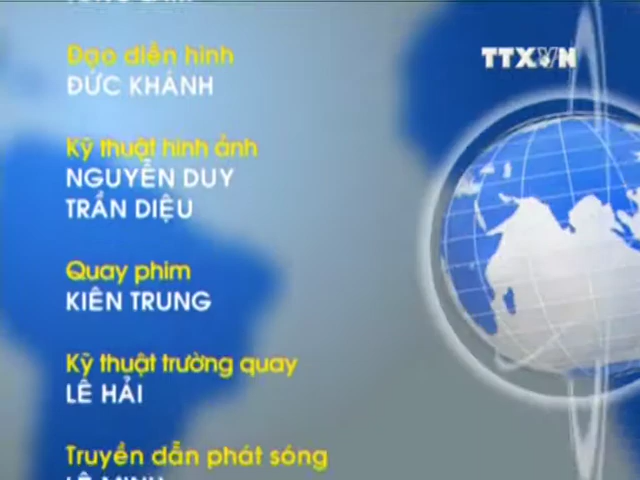 TTXVN
Đạo diễn hình
ĐỨC KHÁNH
Kỹ thuật hình ảnh
NGUYỄN DUY
TRẦN DIỆU
Quay phim
KIÊN TRUNG
Kỹ thuật trường quay
LÊ HẢI
Truyền dẫn phát sóng